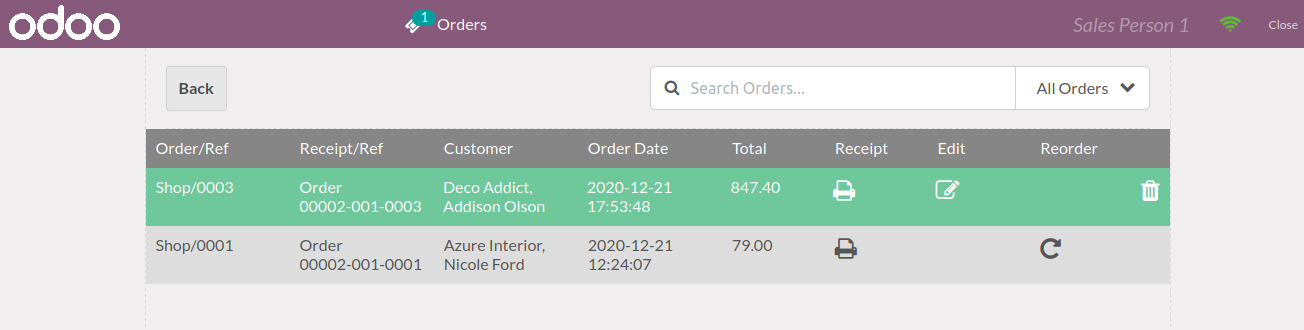 odoo 1 Orders Sales Person 1 Close
Back Search Orders... All Orders
Order/Ref Receipt/Ref Customer Order Date Total Receipt Edit Reorder
Shop/0003 Order Deco Addict, 2020-12-21 847.40
00002-001-0003 Addison Olson 17:53:48
Shop/0001 Order Azure Interior, 2020-12-21 79.00
00002-001-0001 Nicole Ford 12:24:07